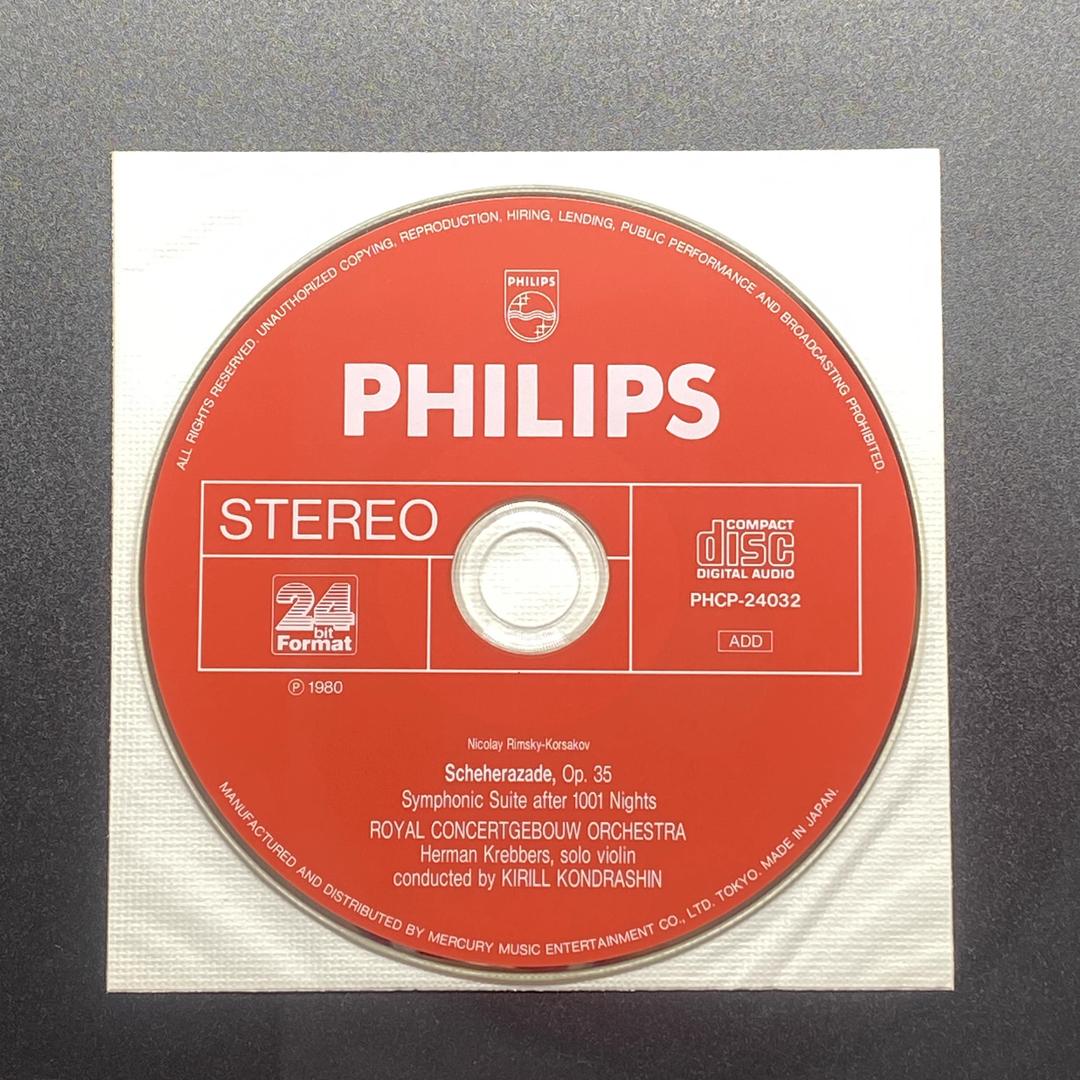 ALL RIGHTS RESERVED. UNAUTHORIZED COPYING, REPRODUCTION, HIRING, LENDING, PUBLIC PERFORMANCE AND BROADCASTING PROHIBITED.
PHILIPS
PHILIPS
STEREO
24
bit
Format
COMPACT
disc
DIGITAL AUDIO
PHCP-24032
ADD
Ⓟ 1980
Nicolay Rimsky-Korsakov
Scheherazade, Op. 35
Symphonic Suite after 1001 Nights
ROYAL CONCERTGEBOUW ORCHESTRA
Herman Krebbers, solo violin
conducted by KIRILL KONDRASHIN
MANUFACTURED AND DISTRIBUTED BY MERCURY MUSIC ENTERTAINMENT CO., LTD. TOKYO. MADE IN JAPAN.